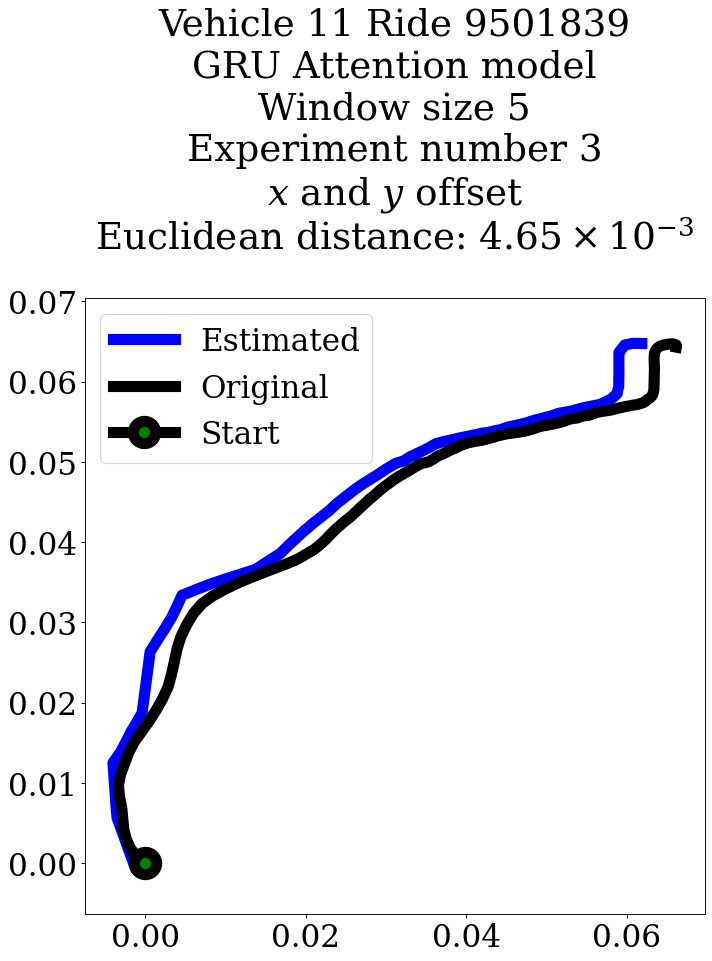 Vehicle 11 Ride 9501839
GRU Attention model
Window size 5
Experiment number 3
x and y offset
Euclidean distance: 4.65 × 10⁻³
0.07
0.06
0.05
0.04
0.03
0.02
0.01
0.00
Estimated
Original
Start
0.00 0.02 0.04 0.06